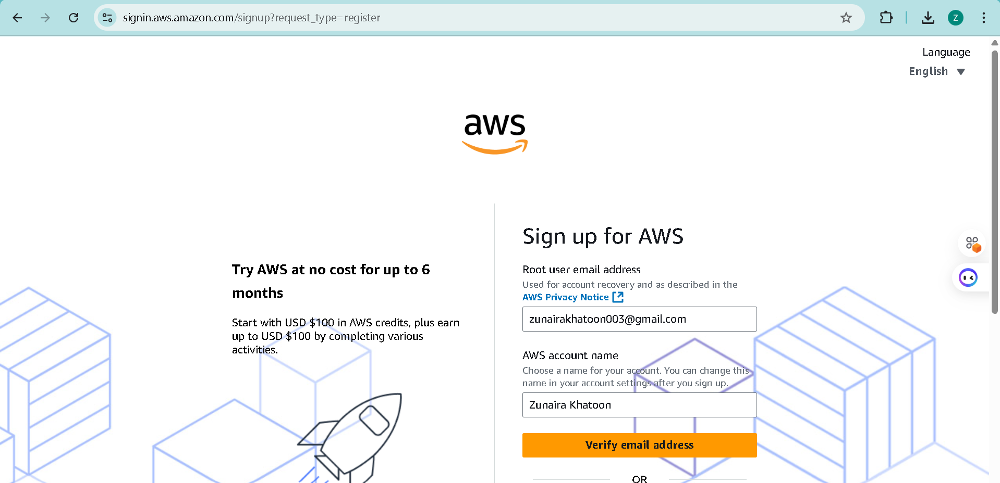 signin.aws.amazon.com/signup?request_type=register
Z
Language
English
aws
Try AWS at no cost for up to 6
months
Start with USD $100 in AWS credits, plus earn
up to USD $100 by completing various
activities.
Sign up for AWS
Root user email address
Used for account recovery and as described in the
AWS Privacy Notice
zunairakhatoon003@gmail.com
AWS account name
Choose a name for your account. You can change this
name in your account settings after you sign up.
Zunaira Khatoon
Verify email address
OR